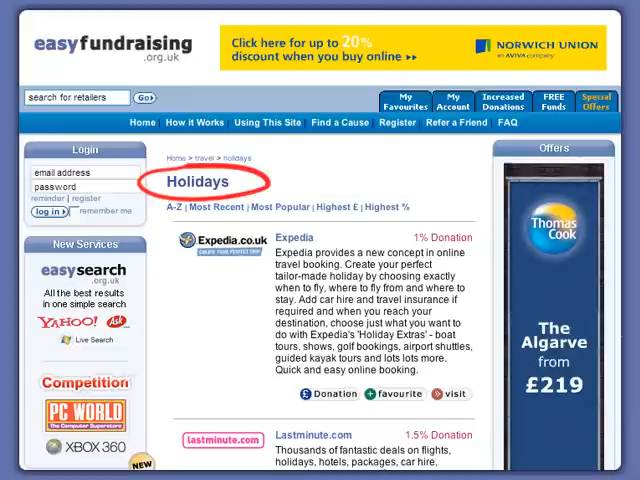 easyfundraising
.org.uk
Click here for up to 20%
discount when you buy online ▸▸
NORWICH UNION
an AVIVA company
search for retailers
Go
My Favourites
My Account
Increased Donations
FREE Funds
Special Offers
Home | How it Works | Using This Site | Find a Cause | Register | Refer a Friend | FAQ
Login
email address
password
reminder | register
log in
remember me
New Services
easysearch
.org.uk
All the best results
in one simple search
YAHOO!
Ask
Live Search
Competition
PC WORLD
The Computer Superstore
XBOX 360
NEW
Home > travel > holidays
Holidays
A-Z | Most Recent | Most Popular | Highest £ | Highest %
Expedia.co.uk
Expedia
1% Donation
Expedia provides a new concept in online
travel booking. Create your perfect
tailor-made holiday by choosing exactly
when to fly, where to fly from and where to
stay. Add car hire and travel insurance if
required and when you reach your
destination, choose just what you want to
do with Expedia's 'Holiday Extras' - boat
tours, shows, golf bookings, airport shuttles,
guided kayak tours and lots lots more.
Quick and easy online booking.
£ Donation
+ favourite
» visit
lastminute.com
Lastminute.com
1.5% Donation
Thousands of fantastic deals on flights,
holidays, hotels, packages, car hire,
Offers
Thomas
Cook
The
Algarve
from
£219